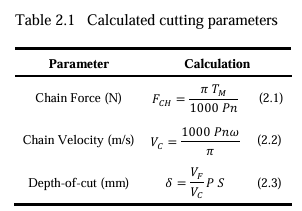 Table 2.1 Calculated cutting parameters
Parameter Calculation
Chain Force (N) F_CH = π T_M / 1000 Pn (2.1)
Chain Velocity (m/s) V_C = 1000 Pnω / π (2.2)
Depth-of-cut (mm) δ = V_F / V_C P S (2.3)